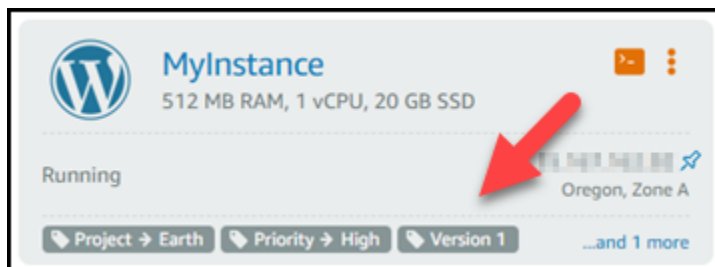 MyInstance
512 MB RAM, 1 vCPU, 20 GB SSD
Running
Oregon, Zone A
Project → Earth Priority → High Version 1 ...and 1 more